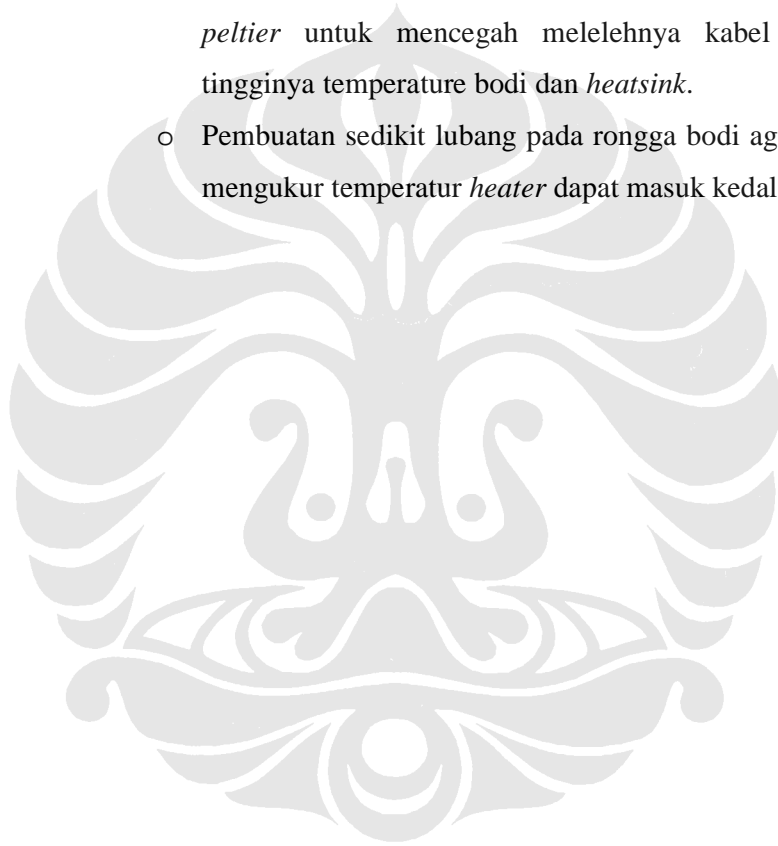 peltier untuk mencegah melelehnya kabel
tingginya temperature bodi dan heatsink.
o Pembuatan sedikit lubang pada rongga bodi ag
mengukur temperatur heater dapat masuk kedal